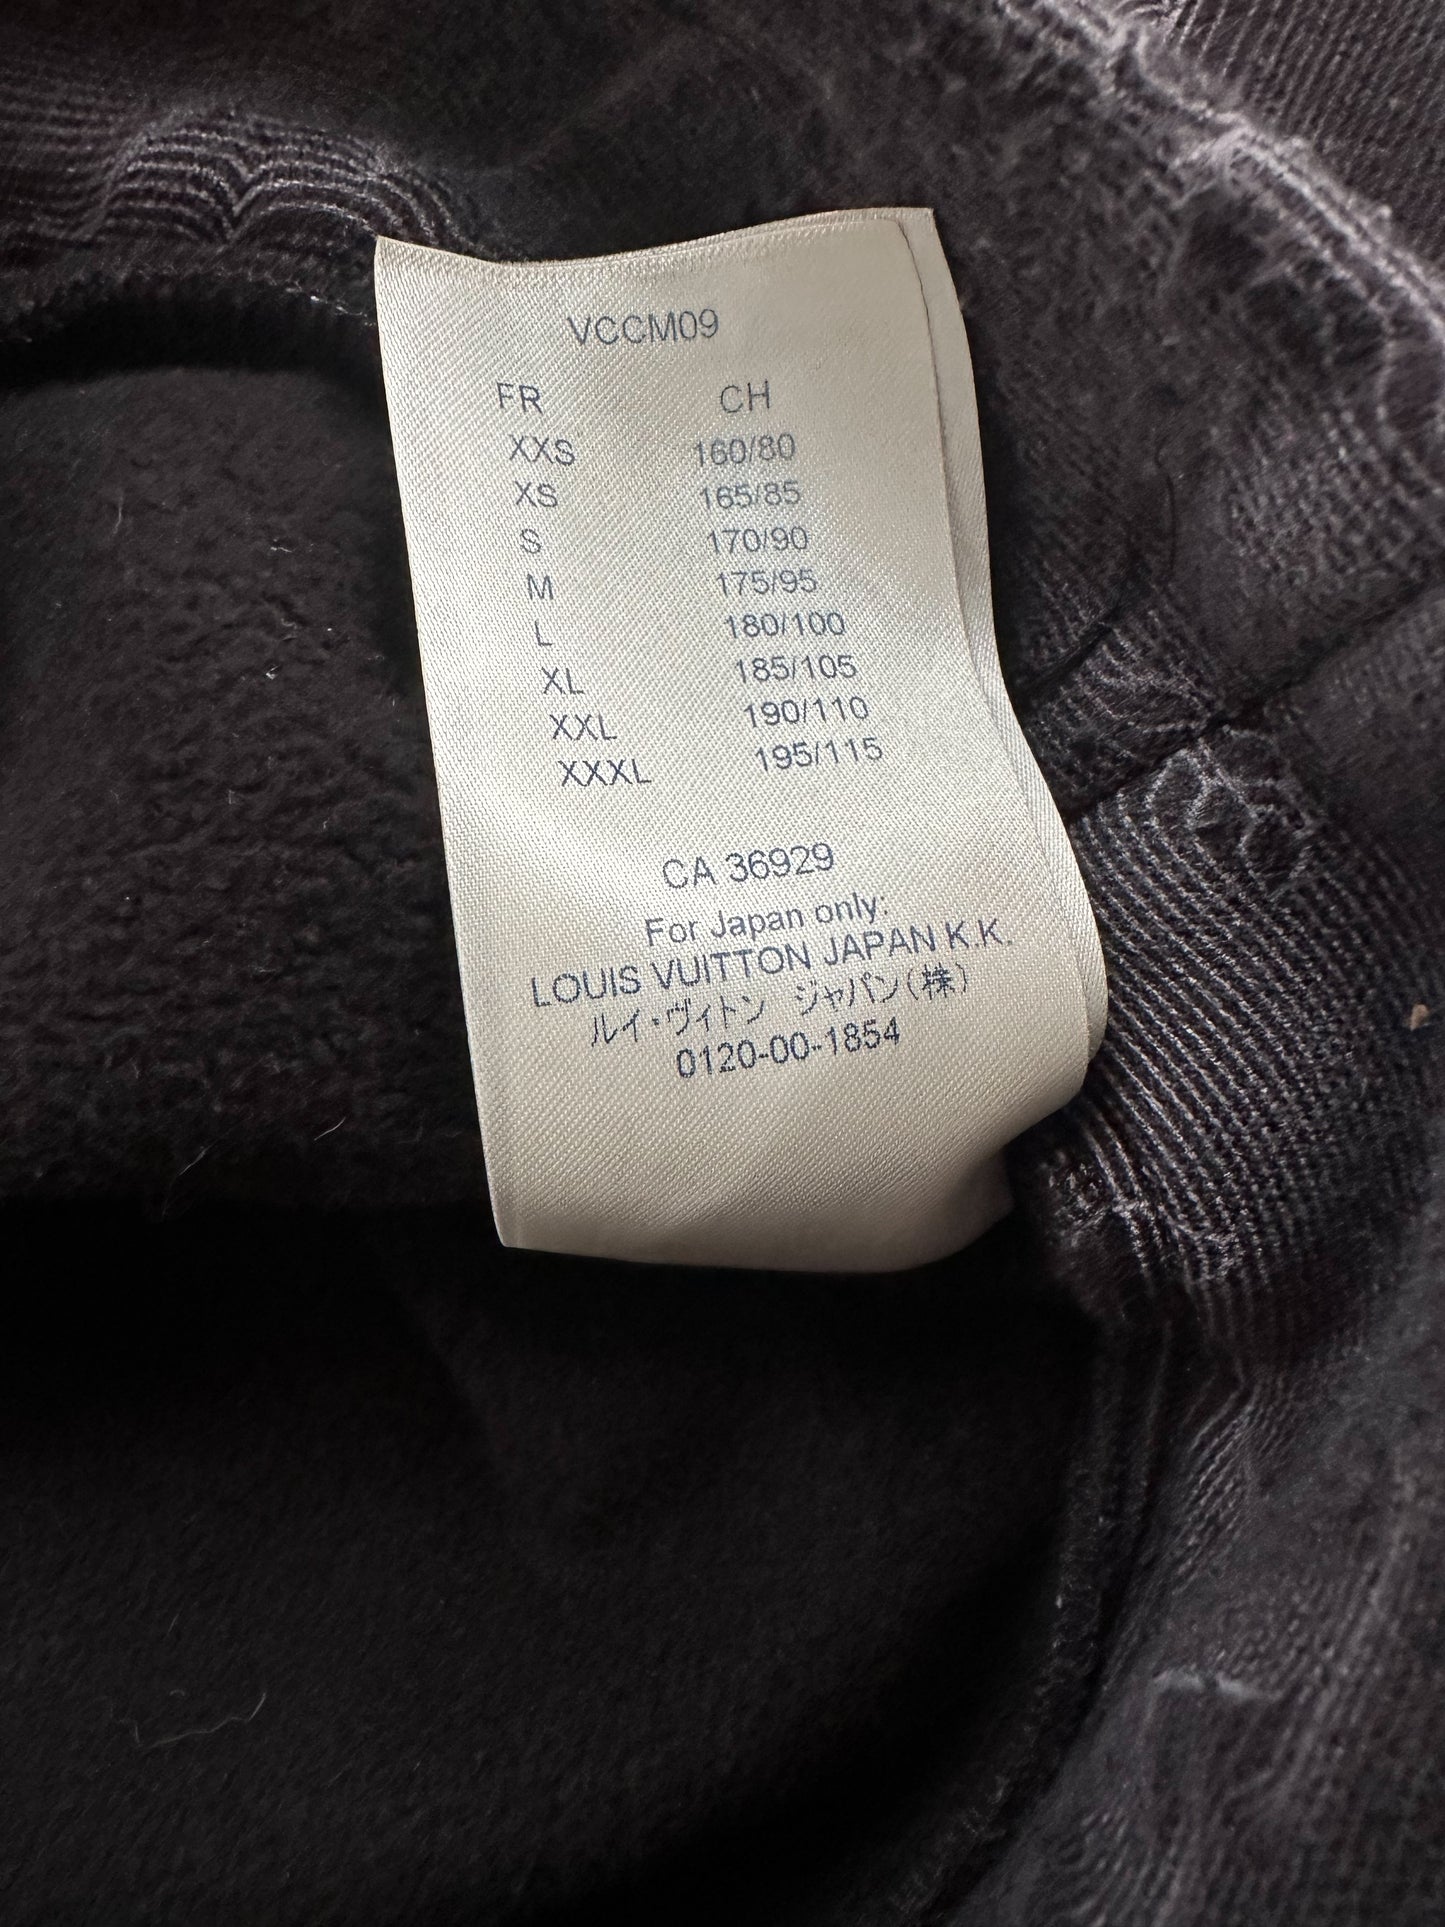 VCCM09
FR CH
XXS 160/80
XS 165/85
S 170/90
M 175/95
L 180/100
XL 185/105
XXL 190/110
XXXL 195/115
CA 36929
For Japan only:
LOUIS VUITTON JAPAN K.K.
ルイ・ヴィトン ジャパン(株)
0120-00-1854